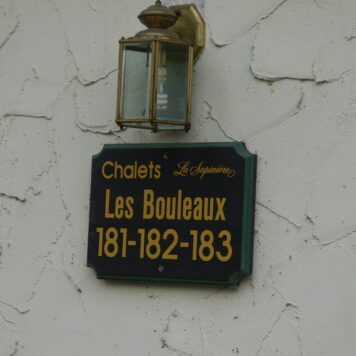 Chalets La Sapinière
Les Bouleaux
181-182-183